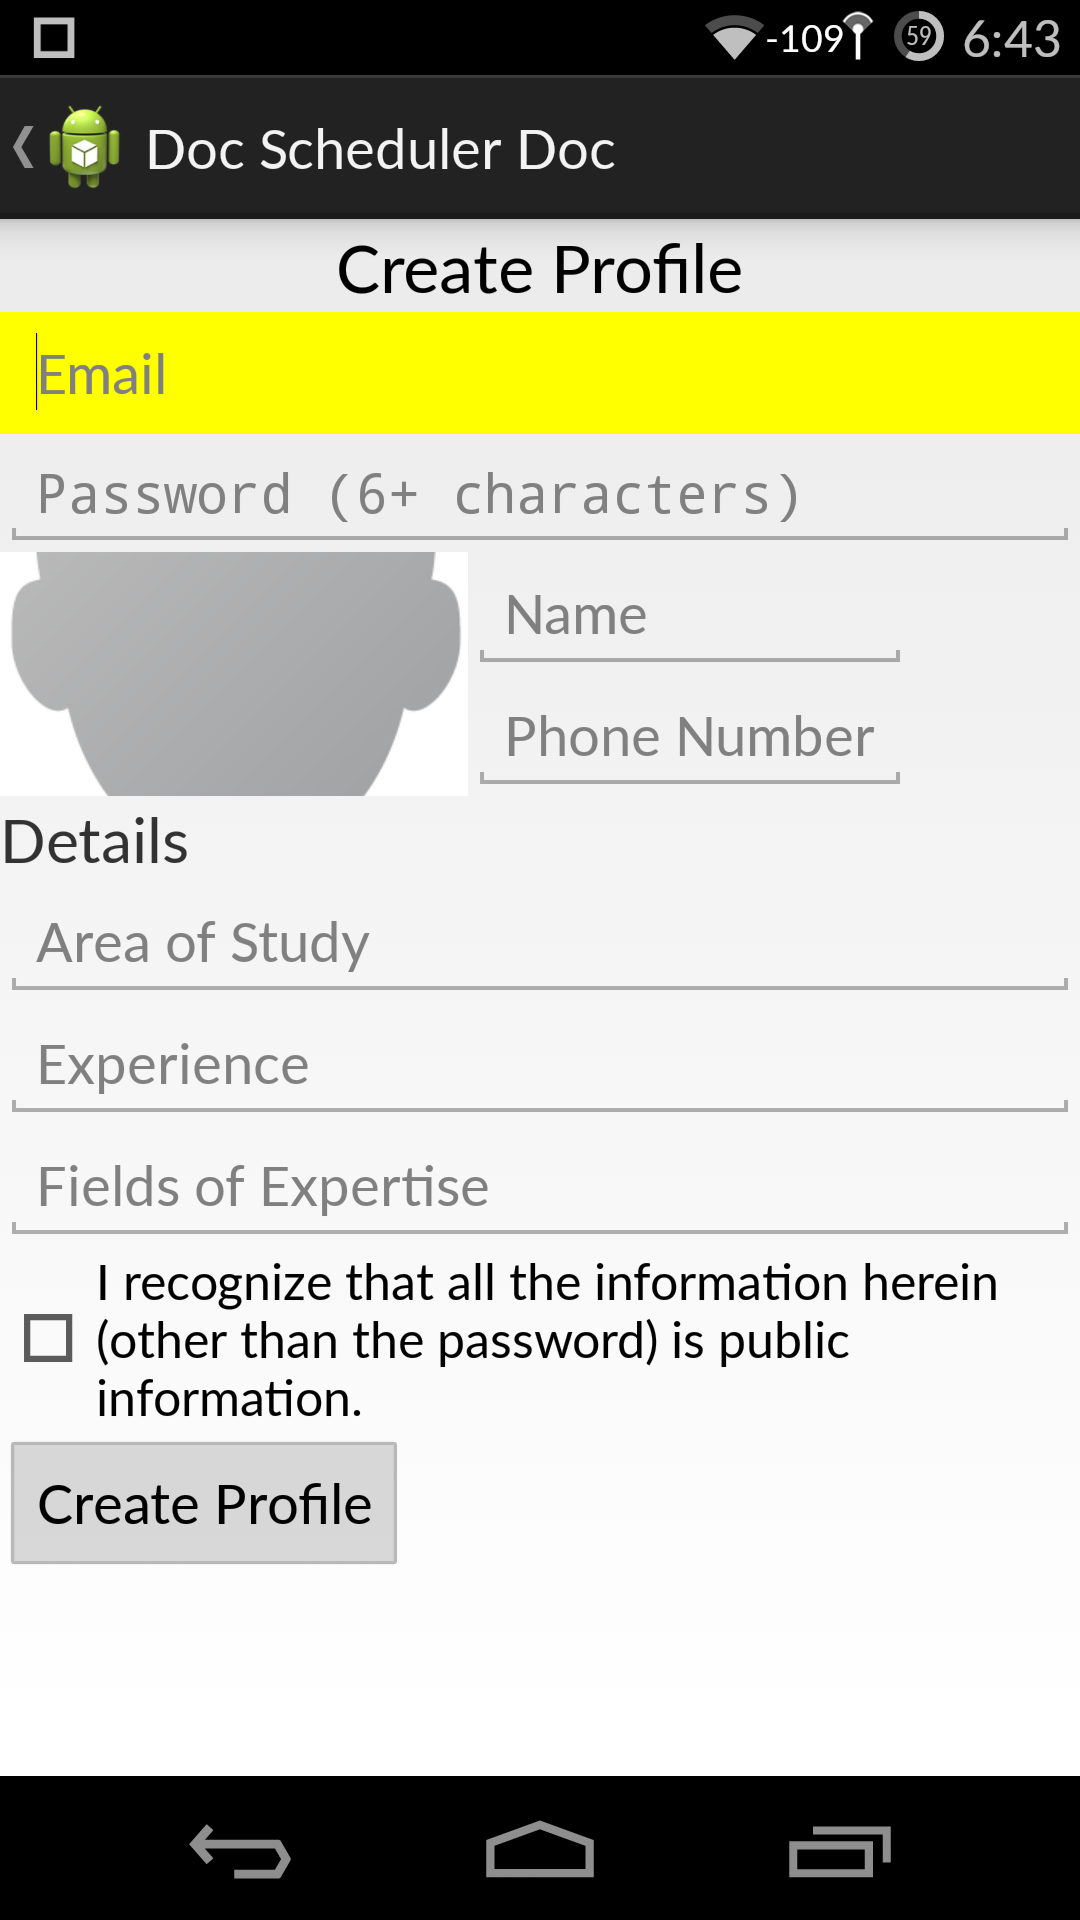 -109 59 6:43
Doc Scheduler Doc
Create Profile
Email
Password (6+ characters)
Name
Phone Number
Details
Area of Study
Experience
Fields of Expertise
I recognize that all the information herein
(other than the password) is public
information.
Create Profile